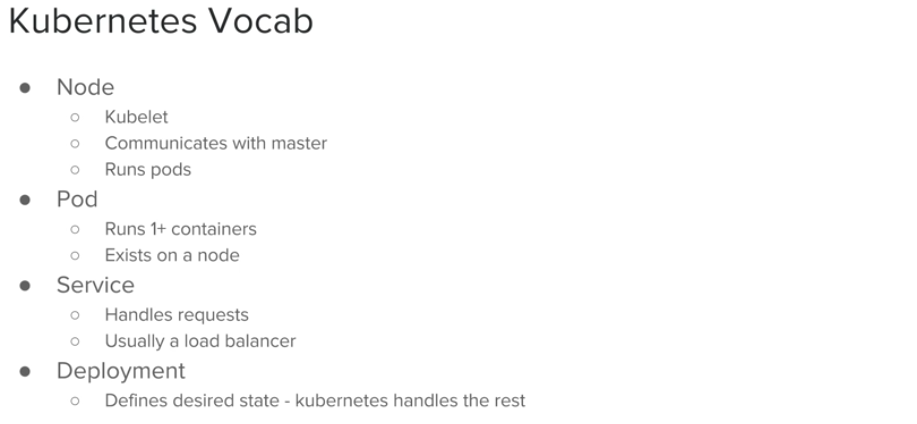 Kubernetes Vocab
● Node
○ Kubelet
○ Communicates with master
○ Runs pods
● Pod
○ Runs 1+ containers
○ Exists on a node
● Service
○ Handles requests
○ Usually a load balancer
● Deployment
○ Defines desired state - kubernetes handles the rest